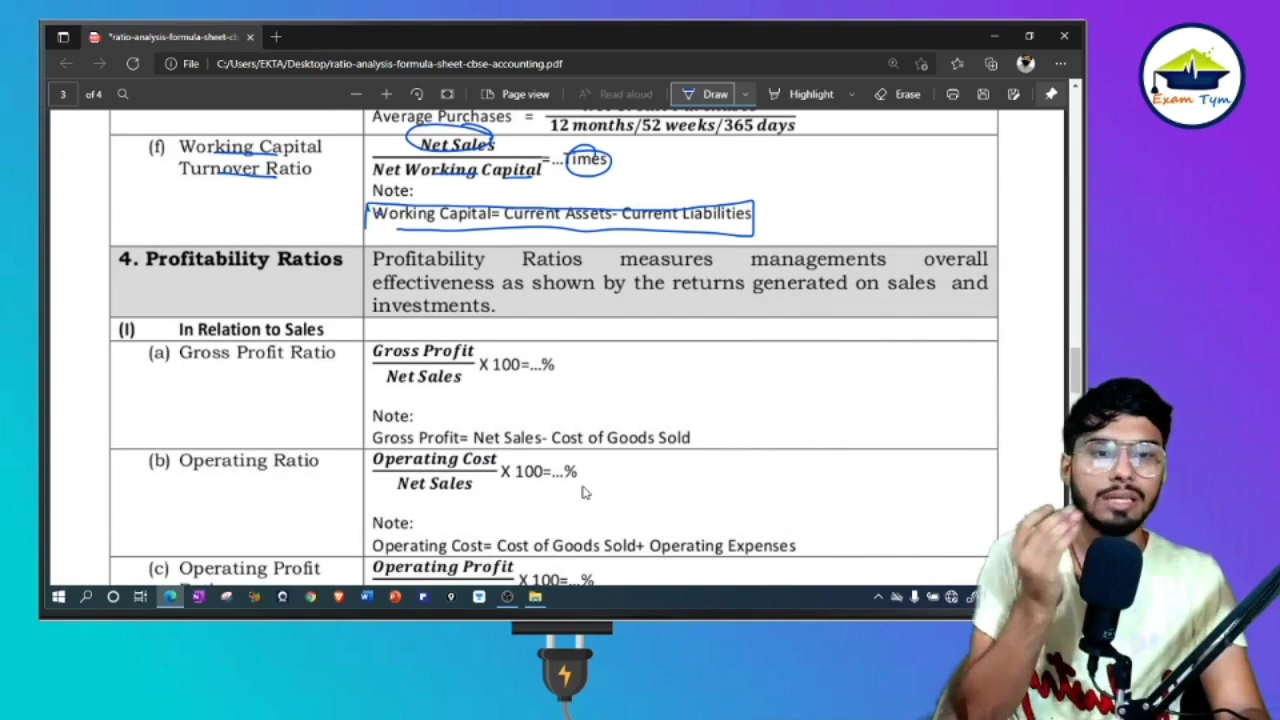 *ratio-analysis-formula-sheet-cb
File
C:/Users/EKTA/Desktop/ratio-analysis-formula-sheet-cbse-accounting.pdf
3 of 4
Page view
Read aloud
Draw
Highlight
Erase
Average Purchases =
12 months/52 weeks/365 days
(f) Working Capital
Turnover Ratio
Net Sales
Net Working Capital
=...Times
Note:
Working Capital= Current Assets- Current Liabilities
4. Profitability Ratios
Profitability Ratios measures managements overall
effectiveness as shown by the returns generated on sales and
investments.
(I) In Relation to Sales
(a) Gross Profit Ratio
Gross Profit
Net Sales
X 100=...%
Note:
Gross Profit= Net Sales- Cost of Goods Sold
(b) Operating Ratio
Operating Cost
Net Sales
X 100=...%
Note:
Operating Cost= Cost of Goods Sold+ Operating Expenses
(c) Operating Profit
Operating Profit
X 100=...%
Exam Tym